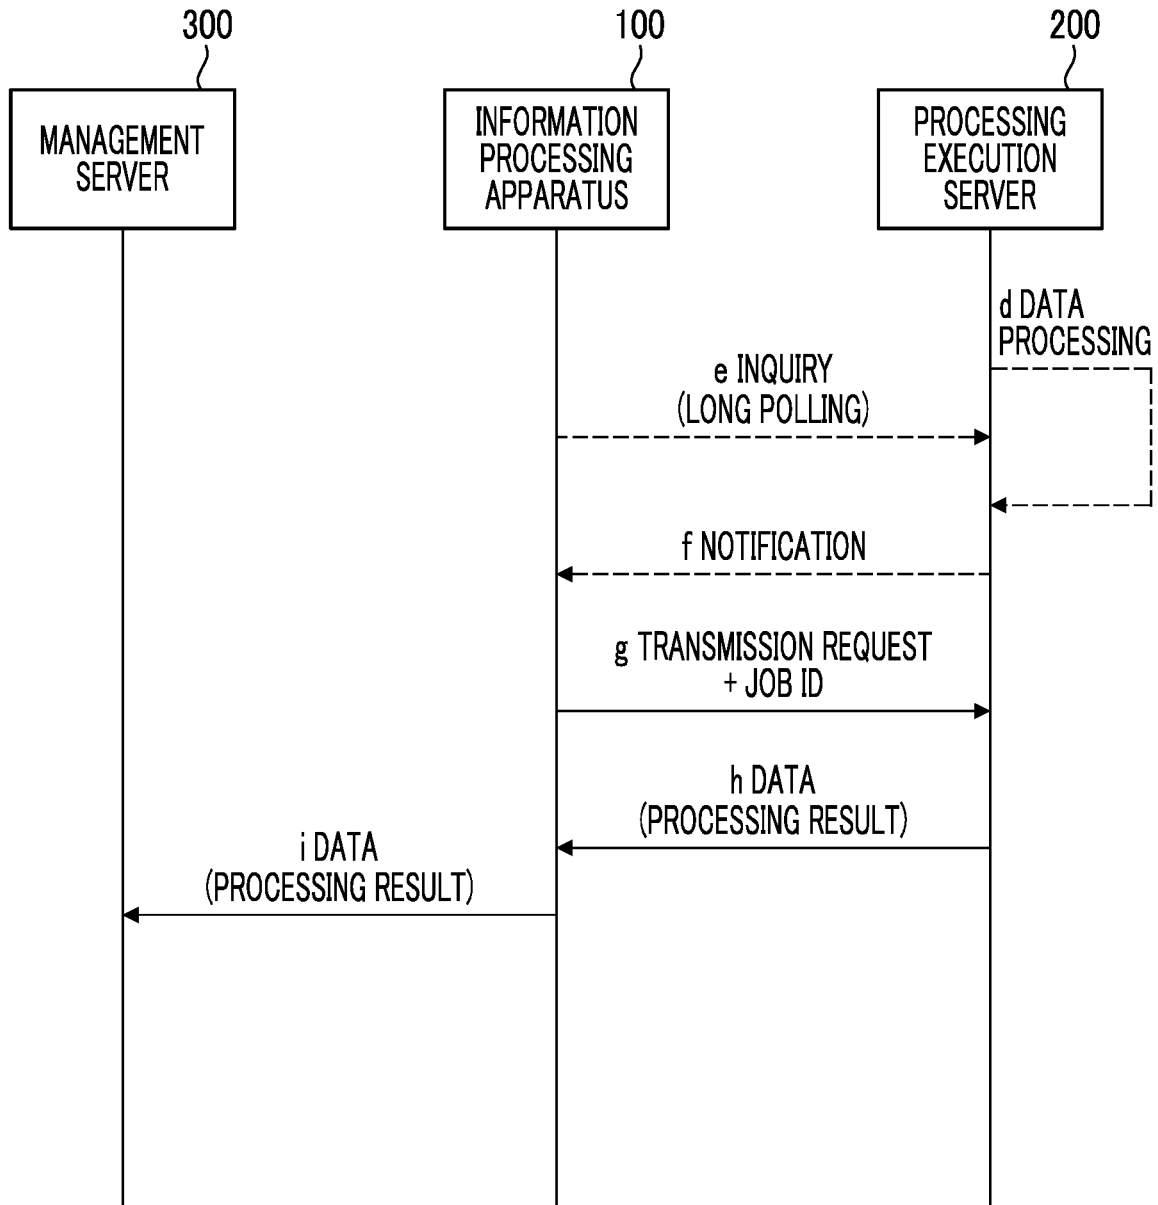 300
100
200
MANAGEMENT
SERVER
INFORMATION
PROCESSING
APPARATUS
PROCESSING
EXECUTION
SERVER
d DATA
PROCESSING
e INQUIRY
(LONG POLLING)
f NOTIFICATION
g TRANSMISSION REQUEST
+ JOB ID
h DATA
(PROCESSING RESULT)
i DATA
(PROCESSING RESULT)